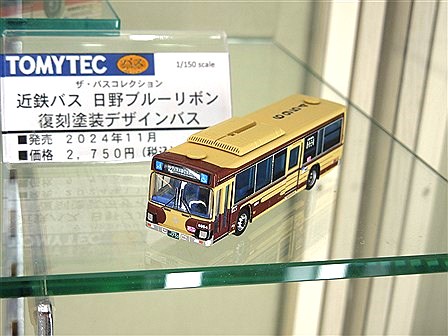 TOMYTEC
1/150 scale
ザ・バスコレクション
近鉄バス 日野ブルーリボン
復刻塗装デザインバス
■発売 2024年11月
■価格 2,750円(税込